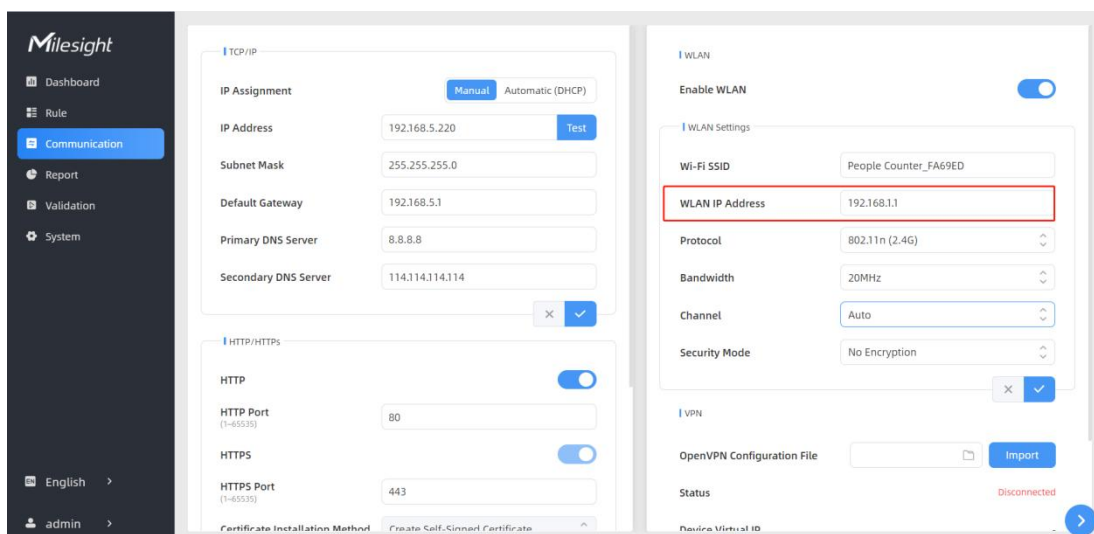 Milesight
Dashboard
Rule
Communication
Report
Validation
System
English >
admin >
TCP/IP
IP Assignment Manual Automatic (DHCP)
IP Address 192.168.5.220 Test
Subnet Mask 255.255.255.0
Default Gateway 192.168.5.1
Primary DNS Server 8.8.8.8
Secondary DNS Server 114.114.114.114
HTTP/HTTPs
HTTP
HTTP Port 80
(1~65535)
HTTPS
HTTPS Port 443
(1~65535)
Certificate Installation Method Create Self-Signed Certificate
WLAN
Enable WLAN
WLAN Settings
Wi-Fi SSID People Counter_FA69ED
WLAN IP Address 192.168.1.1
Protocol 802.11n (2.4G)
Bandwidth 20MHz
Channel Auto
Security Mode No Encryption
VPN
OpenVPN Configuration File Import
Status Disconnected
Device Virtual IP -